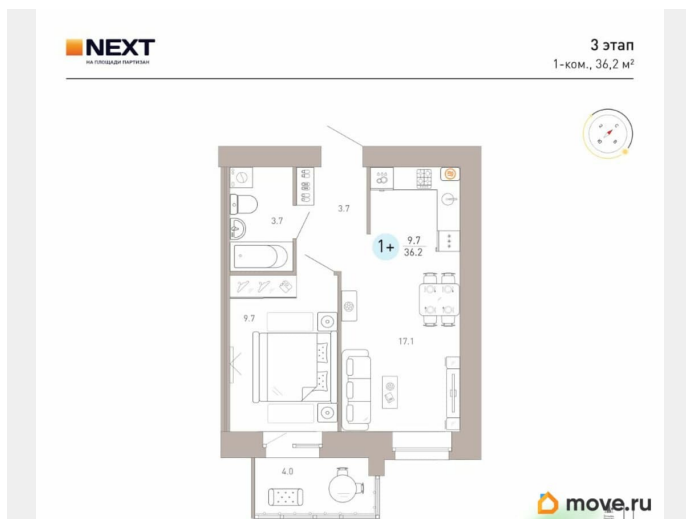 NEXT
НА ПЛОЩАДИ ПАРТИЗАН
3 этап
1-ком., 36,2 м²
3.7
3.7
1+
9.7
36.2
9.7
17.1
4.0
move.ru